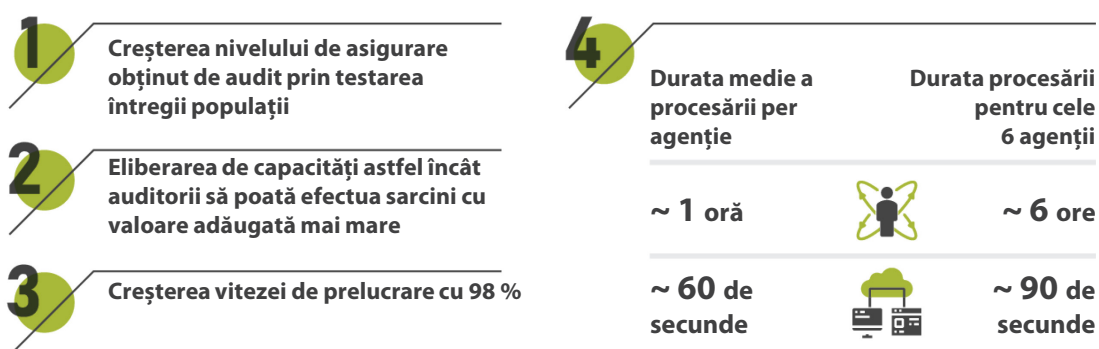 1
Creșterea nivelului de asigurare
obținut de audit prin testarea
întregii populații
2
Eliberarea de capacități astfel încât
auditorii să poată efectua sarcini cu
valoare adăugată mai mare
3
Creșterea vitezei de prelucrare cu 98 %
4
Durata medie a
procesării per
agenție
Durata procesării
pentru cele
6 agenții
~ 1 oră
~ 6 ore
~ 60 de
secunde
~ 90 de
secunde